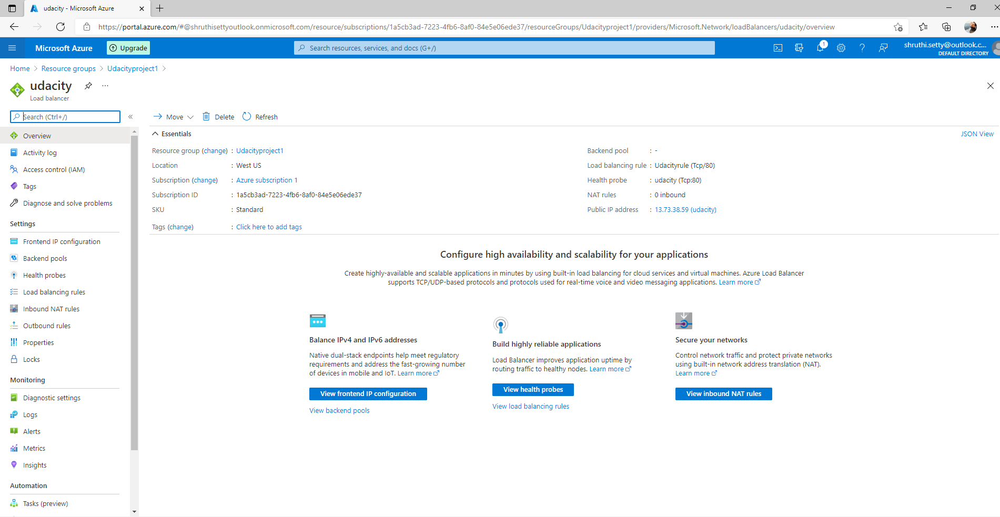 udacity - Microsoft Azure
https://portal.azure.com/#@shruthisettyoutlook.onmicrosoft.com/resource/subscriptions/1a5cb3ad-7223-4fb6-8af0-84e5e06ede37/resourceGroups/Udacityproject1/providers/Microsoft.Network/loadBalancers/udacity/overview
Microsoft Azure
Upgrade
Search resources, services, and docs (G+/)
1
shruthi.setty@outlook.c...
DEFAULT DIRECTORY
Home > Resource groups > Udacityproject1 >
udacity
Load balancer
Search (Ctrl+/)
Overview
Activity log
Access control (IAM)
Tags
Diagnose and solve problems
Settings
Frontend IP configuration
Backend pools
Health probes
Load balancing rules
Inbound NAT rules
Outbound rules
Properties
Locks
Monitoring
Diagnostic settings
Logs
Alerts
Metrics
Insights
Automation
Tasks (preview)
Move
Delete
Refresh
Essentials
JSON View
Resource group (change) : Udacityproject1
Location : West US
Subscription (change) : Azure subscription 1
Subscription ID : 1a5cb3ad-7223-4fb6-8af0-84e5e06ede37
SKU : Standard
Tags (change) : Click here to add tags
Backend pool : -
Load balancing rule : Udacityrule (Tcp/80)
Health probe : udacity (Tcp:80)
NAT rules : 0 inbound
Public IP address : 13.73.38.59 (udacity)
Configure high availability and scalability for your applications
Create highly-available and scalable applications in minutes by using built-in load balancing for cloud services and virtual machines. Azure Load Balancer
supports TCP/UDP-based protocols and protocols used for real-time voice and video messaging applications. Learn more
Balance IPv4 and IPv6 addresses
Native dual-stack endpoints help meet regulatory
requirements and address the fast-growing number
of devices in mobile and IoT. Learn more
View frontend IP configuration
View backend pools
Build highly reliable applications
Load Balancer improves application uptime by
routing traffic to healthy nodes. Learn more
View health probes
View load balancing rules
Secure your networks
Control network traffic and protect private networks
using built-in network address translation (NAT).
Learn more
View inbound NAT rules